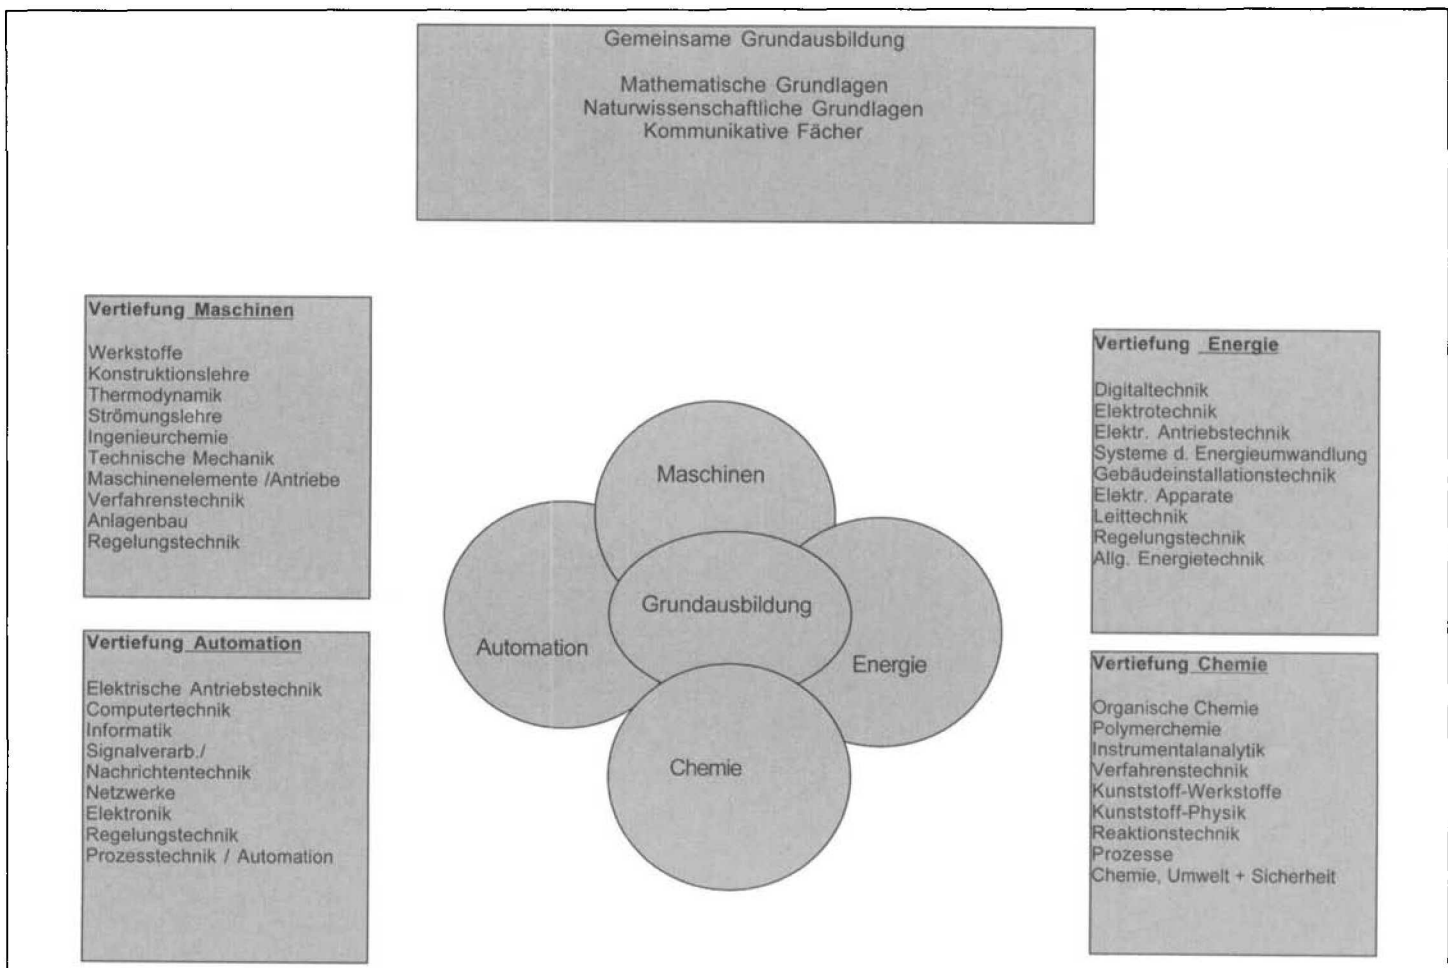 Gemeinsame Grundausbildung
Mathematische Grundlagen
Naturwissenschaftliche Grundlagen
Kommunikative Fächer
Vertiefung Maschinen
Werkstoffe
Konstruktionslehre
Thermodynamik
Strömungslehre
Ingenieurchemie
Technische Mechanik
Maschinenelemente /Antriebe
Verfahrenstechnik
Anlagenbau
Regelungstechnik
Vertiefung Automation
Elektrische Antriebstechnik
Computertechnik
Informatik
Signalverarb./
Nachrichtentechnik
Netzwerke
Elektronik
Regelungstechnik
Prozesstechnik / Automation
Maschinen
Grundausbildung
Automation
Energie
Chemie
Vertiefung Energie
Digitaltechnik
Elektrotechnik
Elektr. Antriebstechnik
Systeme d. Energieumwandlung
Gebäudeinstallationstechnik
Elektr. Apparate
Leittechnik
Regelungstechnik
Allg. Energietechnik
Vertiefung Chemie
Organische Chemie
Polymerchemie
Instrumentalanalytik
Verfahrenstechnik
Kunststoff-Werkstoffe
Kunststoff-Physik
Reaktionstechnik
Prozesse
Chemie, Umwelt + Sicherheit